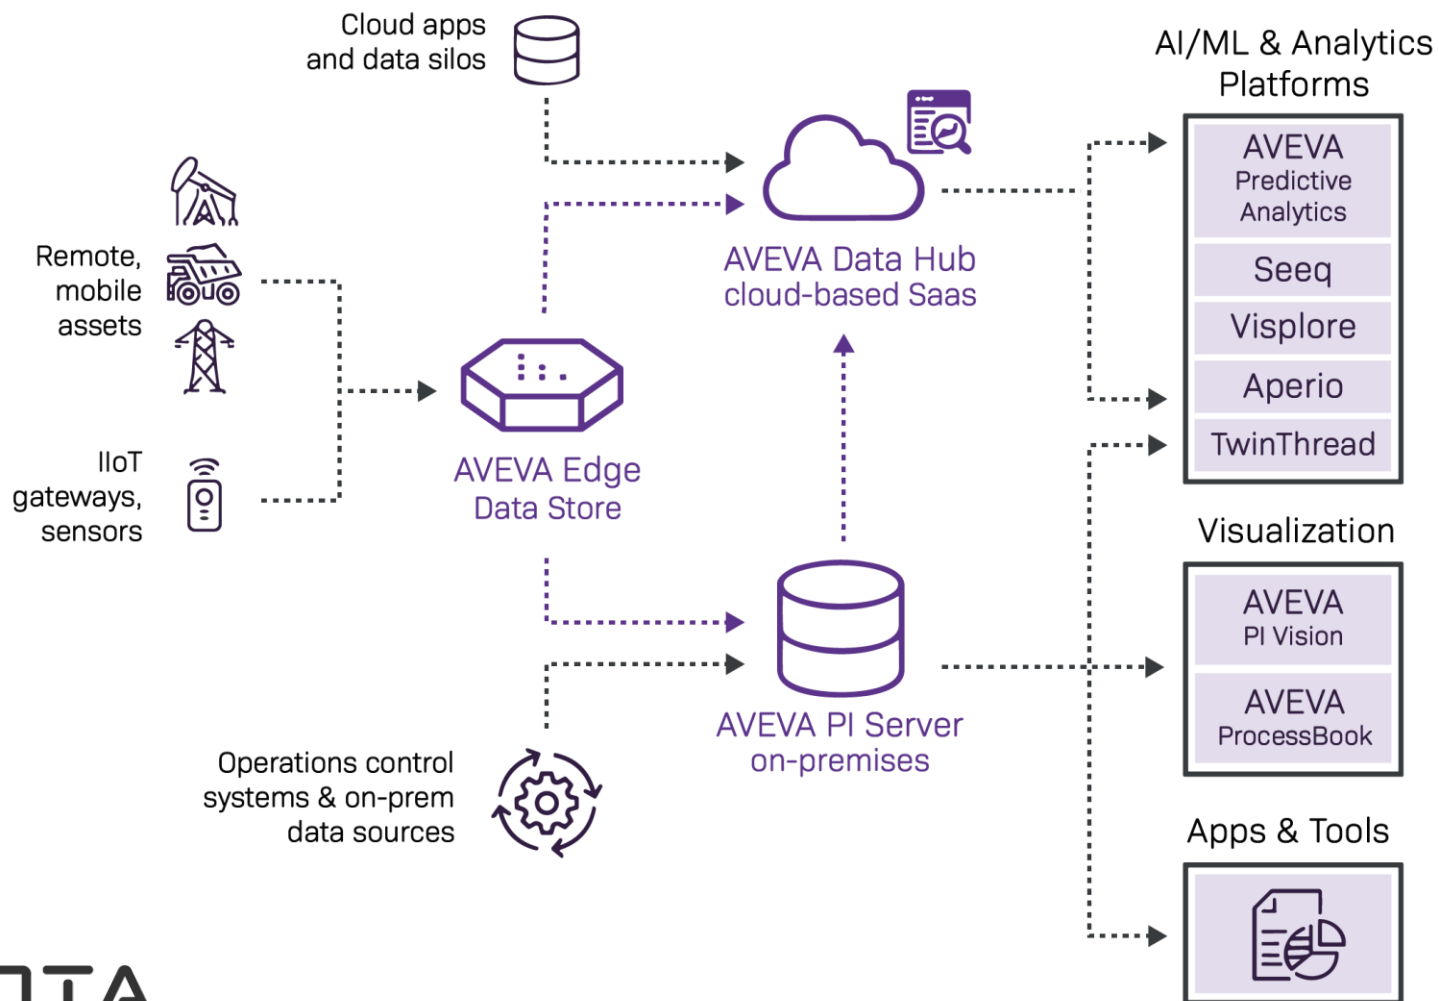 Cloud apps
and data silos
AI/ML & Analytics
Platforms
AVEVA
Predictive
Analytics
Seeq
Visplore
Aperio
TwinThread
Remote,
mobile
assets
AVEVA Data Hub
cloud-based Saas
IIoT
gateways,
sensors
AVEVA Edge
Data Store
Visualization
AVEVA
PI Vision
AVEVA
ProcessBook
AVEVA PI Server
on-premises
Operations control
systems & on-prem
data sources
Apps & Tools